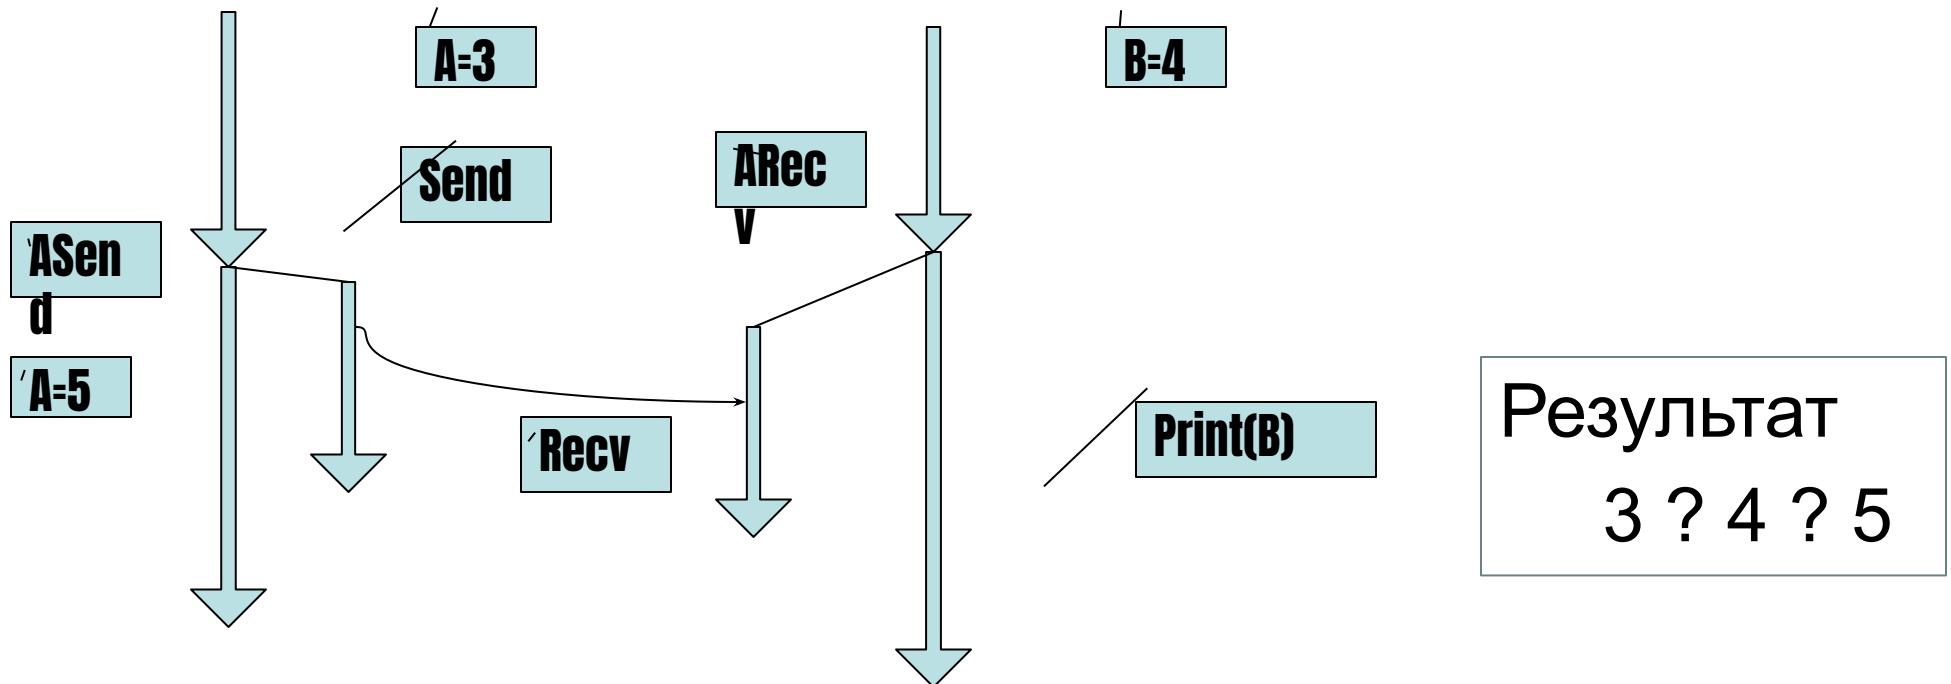 A=3
B=4
Send
ARec
v
ASen
d
A=5
Recv
Print(B)
Результат
3 ? 4 ? 5